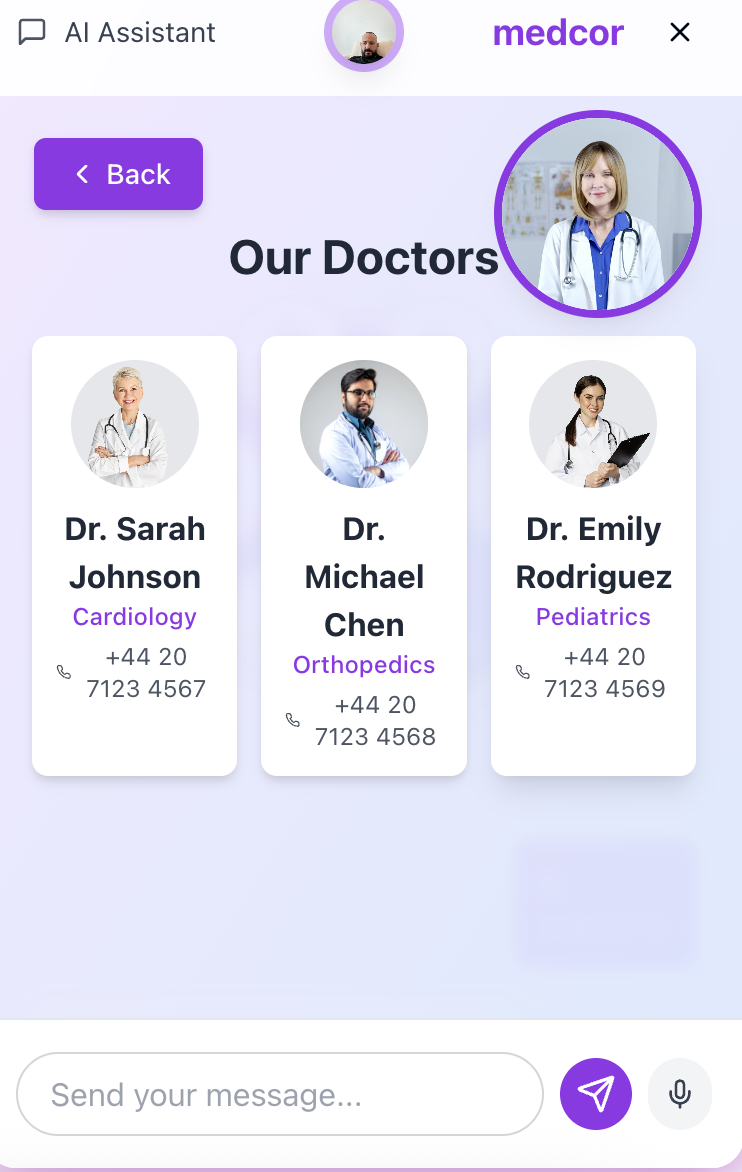 AI Assistant
medcor
Back
Our Doctors
Dr. Sarah
Johnson
Cardiology
+44 20
7123 4567
Dr.
Michael
Chen
Orthopedics
+44 20
7123 4568
Dr. Emily
Rodriguez
Pediatrics
+44 20
7123 4569
Send your message...